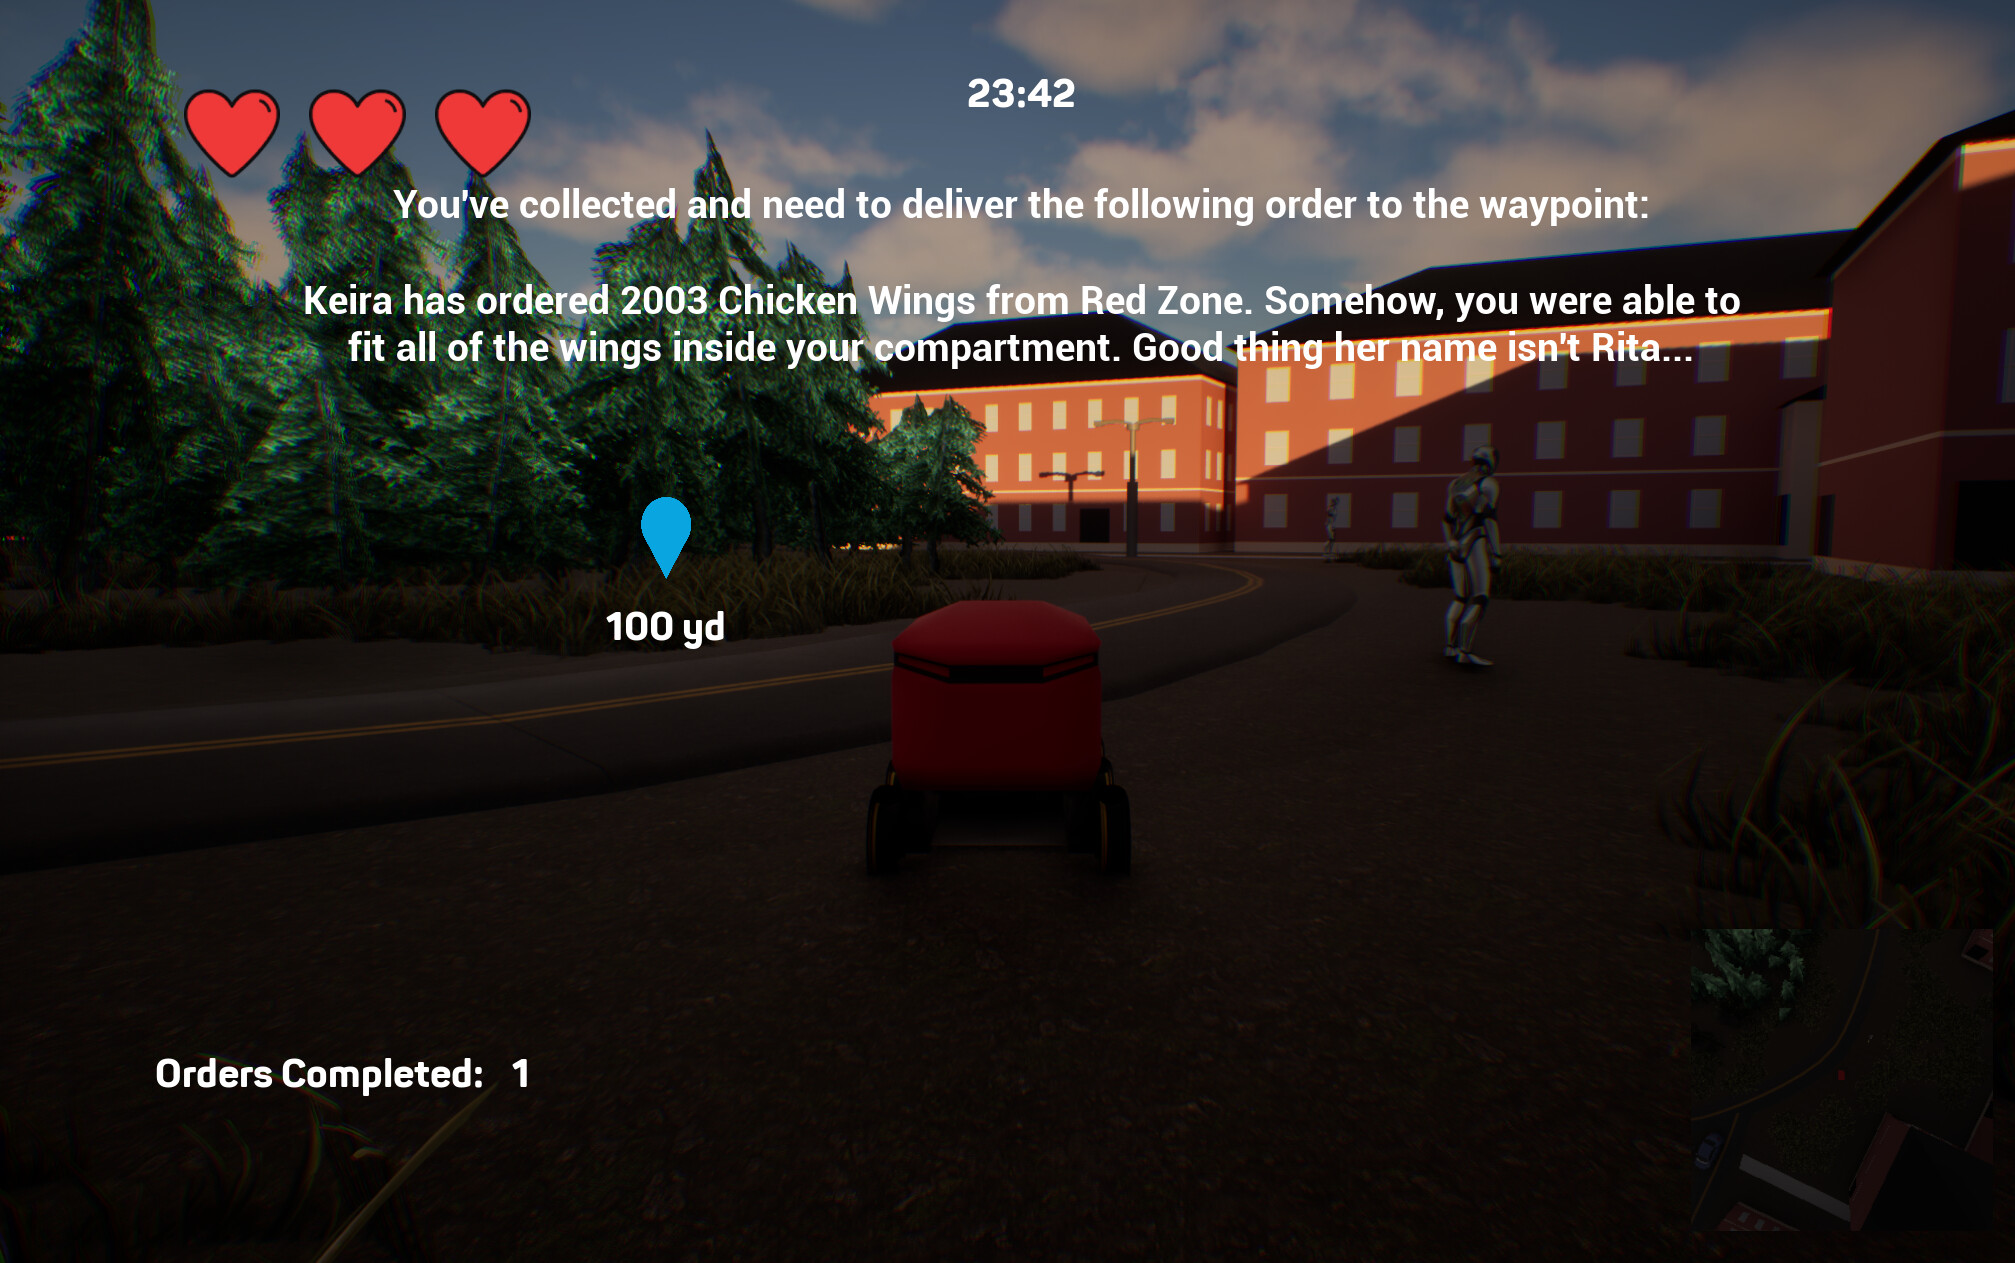 23:42
You've collected and need to deliver the following order to the waypoint:
Keira has ordered 2003 Chicken Wings from Red Zone. Somehow, you were able to
fit all of the wings inside your compartment. Good thing her name isn't Rita...
100 yd
Orders Completed: 1